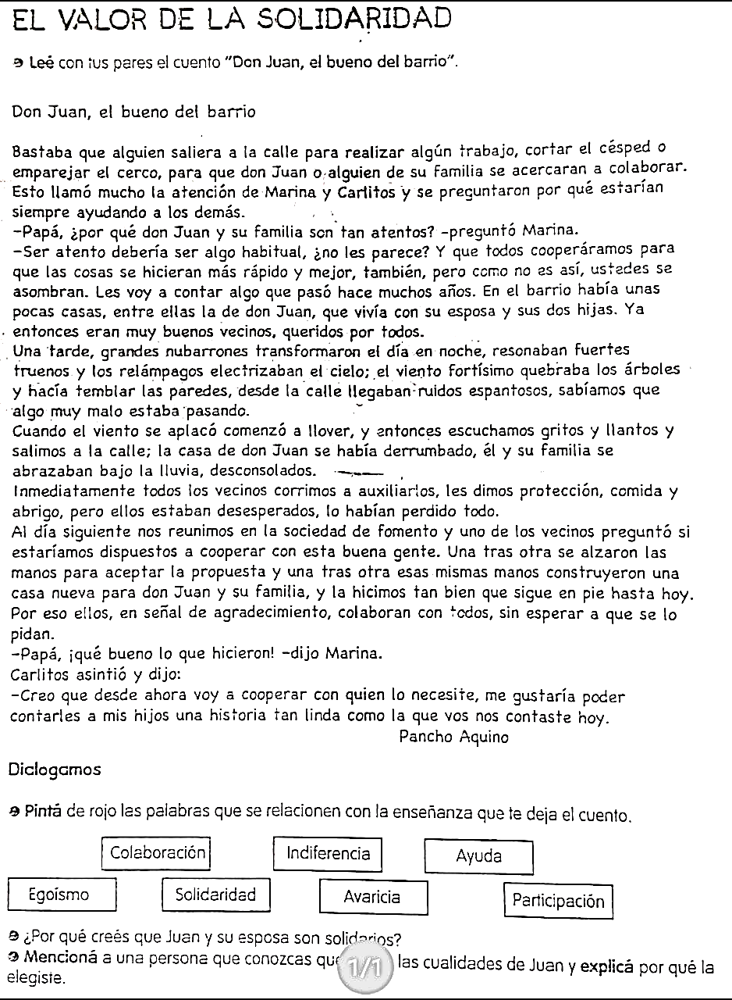 EL VALOR DE LA SOLIDARIDAD
Leé con tus pares el cuento "Don Juan, el bueno del barrio".
Don Juan, el bueno del barrio
Bastaba que alguien saliera a la calle para realizar algún trabajo, cortar el césped o
emparejar el cerco, para que don Juan o alguien de su familia se acercaran a colaborar.
Esto llamó mucho la atención de Marina y Carlitos y se preguntaron por qué estarían
siempre ayudando a los demás.
-Papá, ¿por qué don Juan y su familia son tan atentos? -preguntó Marina.
-Ser atento debería ser algo habitual, ¿no les parece? Y que todos cooperáramos para
que las cosas se hicieran más rápido y mejor, también, pero como no es así, ustedes se
asombran. Les voy a contar algo que pasó hace muchos años. En el barrio había unas
pocas casas, entre ellas la de don Juan, que vivía con su esposa y sus dos hijas. Ya
entonces eran muy buenos vecinos, queridos por todos.
Una tarde, grandes nubarrones transformaron el día en noche, resonaban fuertes
truenos y los relámpagos electrizaban el cielo; el viento fortísimo quebraba los árboles
y hacía temblar las paredes, desde la calle llegaban ruidos espantosos, sabíamos que
algo muy malo estaba pasando.
Cuando el viento se aplacó comenzó a llover, y entonces escuchamos gritos y llantos y
salimos a la calle; la casa de don Juan se había derrumbado, él y su familia se
abrazaban bajo la lluvia, desconsolados.
Inmediatamente todos los vecinos corrimos a auxiliarlos, les dimos protección, comida y
abrigo, pero ellos estaban desesperados, lo habían perdido todo.
Al día siguiente nos reunimos en la sociedad de fomento y uno de los vecinos preguntó si
estaríamos dispuestos a cooperar con esta buena gente. Una tras otra se alzaron las
manos para aceptar la propuesta y una tras otra esas mismas manos construyeron una
casa nueva para don Juan y su familia, y la hicimos tan bien que sigue en pie hasta hoy.
Por eso ellos, en señal de agradecimiento, colaboran con todos, sin esperar a que se lo
pidan.
-Papá, ¡qué bueno lo que hicieron! -dijo Marina.
Carlitos asintió y dijo:
-Creo que desde ahora voy a cooperar con quien lo necesite, me gustaría poder
contarles a mis hijos una historia tan linda como la que vos nos contaste hoy.
Pancho Aquino
Dialogamos
Pintá de rojo las palabras que se relacionen con la enseñanza que te deja el cuento.
Colaboración Indiferencia Ayuda
Egoísmo Solidaridad Avaricia Participación
¿Por qué creés que Juan y su esposa son solidarios?
Mencioná a una persona que conozcas que 1/1 las cualidades de Juan y explicá por qué la
elegiste.